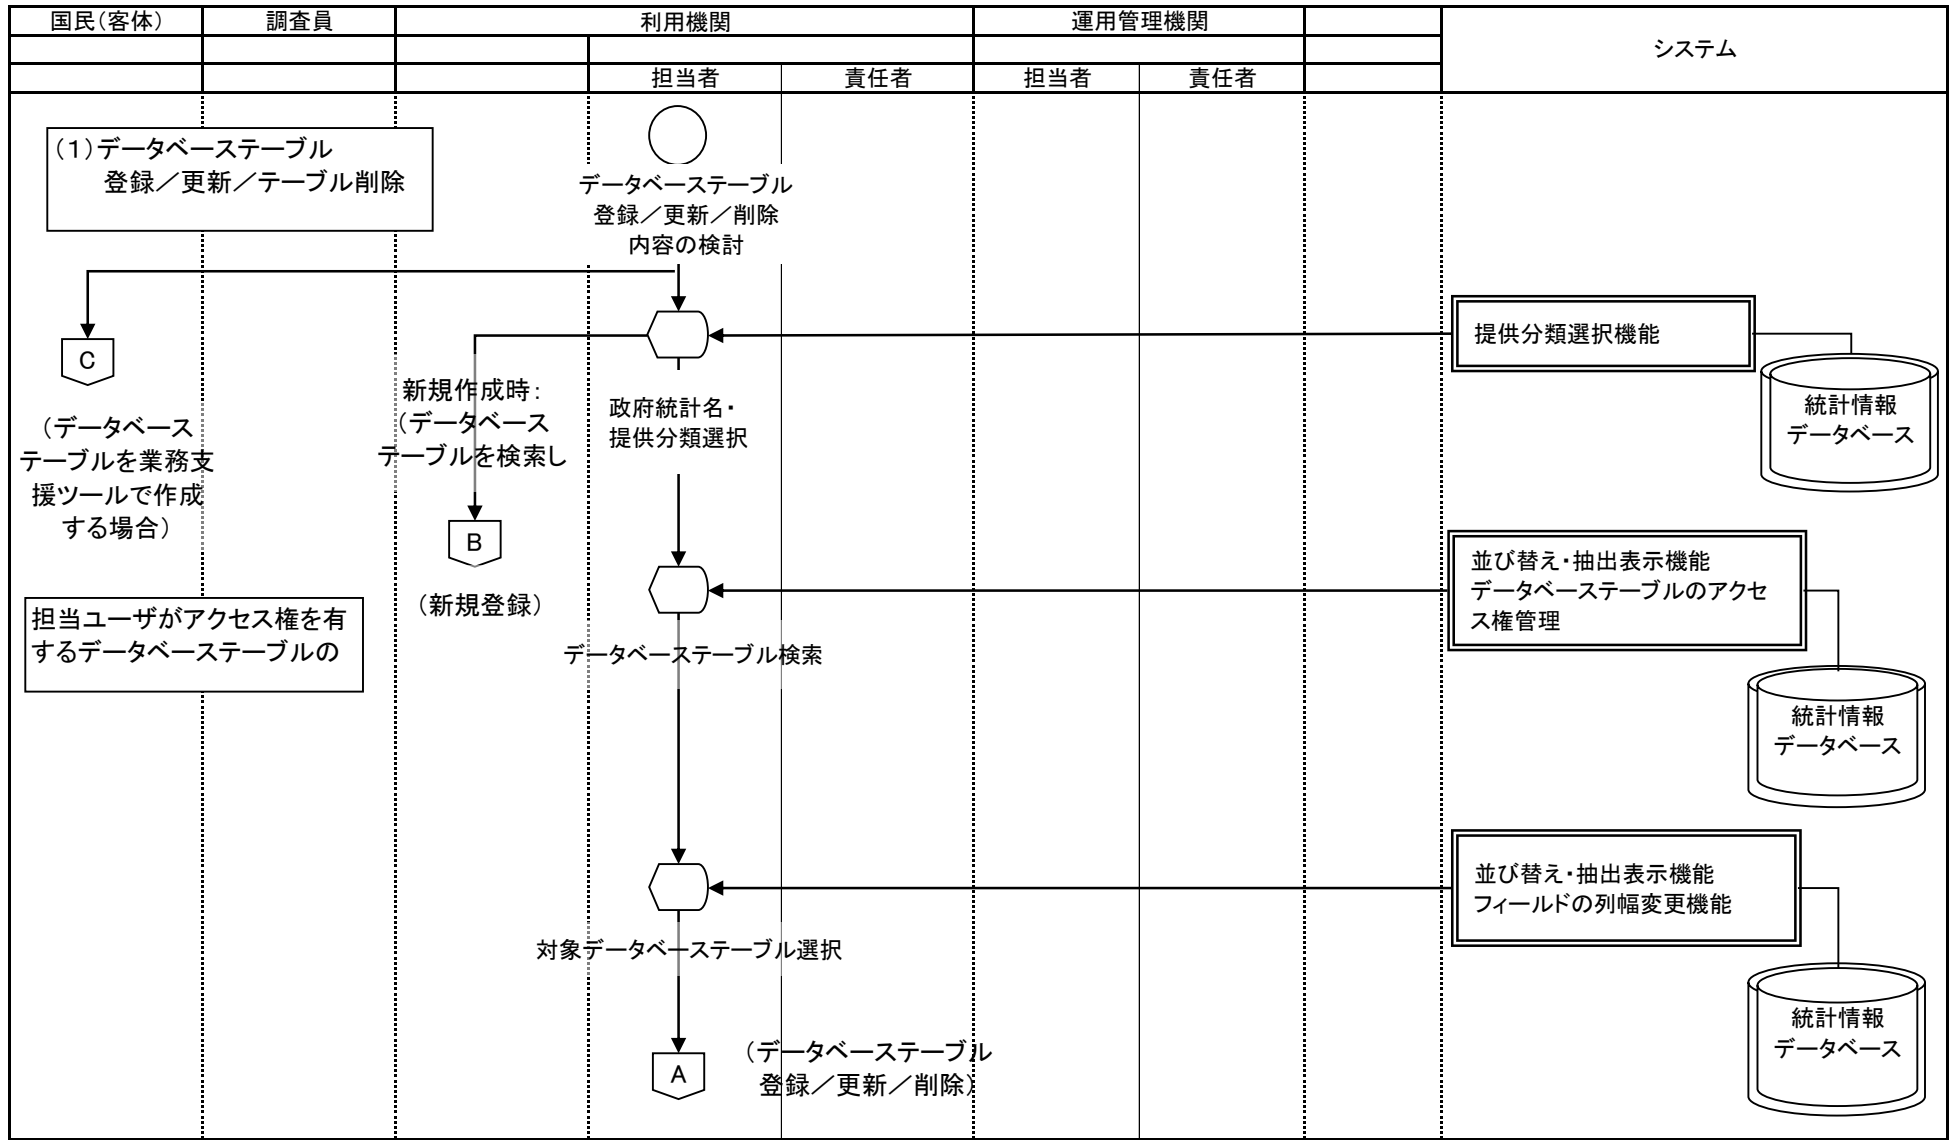 国民（客体）
調査員
利用機関
運用管理機関
システム
担当者
責任者
担当者
責任者
（１）データベーステーブル
登録／更新／テーブル削除
データベーステーブル
登録／更新／削除
内容の検討
提供分類選択機能
統計情報
データベース
C
（データベース
テーブルを業務支
援ツールで作成
する場合）
新規作成時：
（データベース
テーブルを検索し
B
（新規登録）
政府統計名・
提供分類選択
並び替え・抽出表示機能
データベーステーブルのアクセ
ス権管理
統計情報
データベース
担当ユーザがアクセス権を有
するデータベーステーブルの
データベーステーブル検索
並び替え・抽出表示機能
フィールドの列幅変更機能
統計情報
データベース
対象データベーステーブル選択
A
（データベーステーブル
登録／更新／削除）